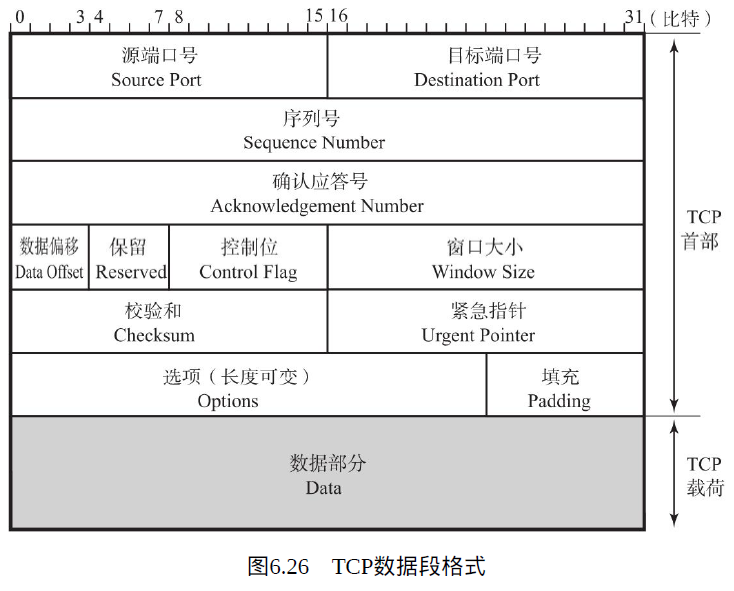 0 3 4 7 8 15 16 31 (比特)
源端口号 目标端口号
Source Port Destination Port
序列号
Sequence Number
确认应答号
Acknowledgement Number
TCP
首部
数据偏移 保留 控制位 窗口大小
Data Offset Reserved Control Flag Window Size
校验和 紧急指针
Checksum Urgent Pointer
选项(长度可变) 填充
Options Padding
数据部分
Data
TCP
载荷
图6.26 TCP数据段格式